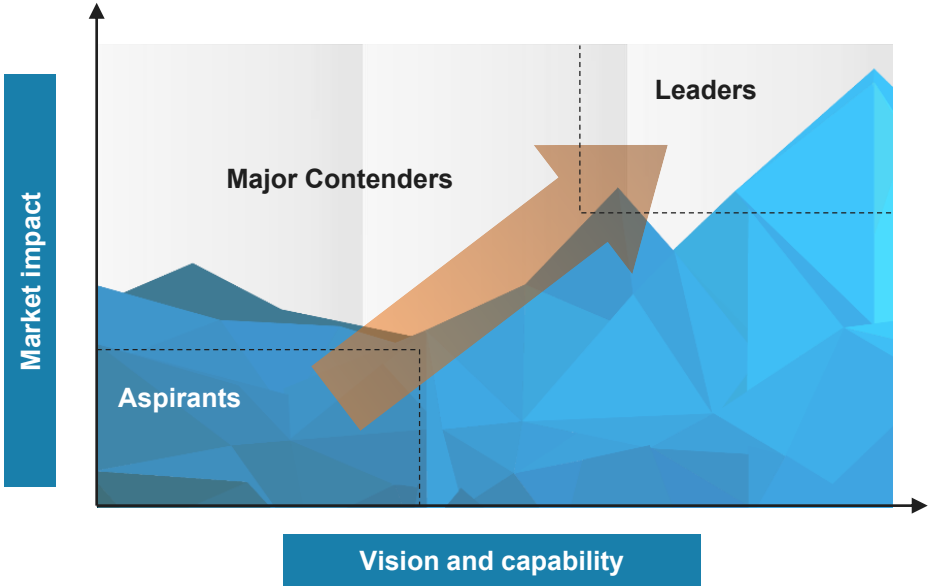 Leaders
Major Contenders
Market impact
Aspirants
Vision and capability